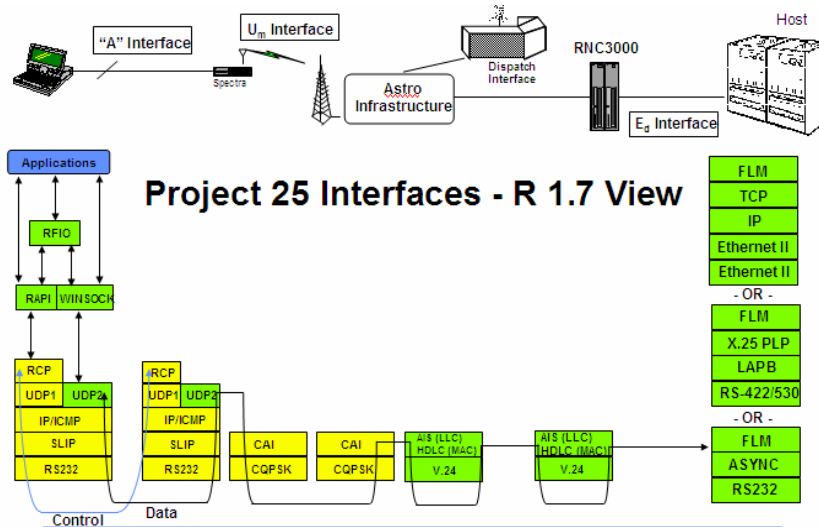 Host
"A" Interface
Um Interface
RNC3000
Spectra
Dispatch
Interface
Astro
Infrastructure
Ed Interface
Applications
Project 25 Interfaces - R 1.7 View
RFIO
RAPI
WINSOCK
RCP
UDP1
UDP2
IP/ICMP
SLIP
RS232
RCP
UDP1
UDP2
IP/ICMP
SLIP
RS232
CAI
CQPSK
CAI
CQPSK
AIS (LLC)
HDLC (MAC)
V.24
AIS (LLC)
HDLC (MAC)
V.24
FLM
TCP
IP
Ethernet II
Ethernet II
- OR -
FLM
X.25 PLP
LAPB
RS-422/530
- OR -
FLM
ASYNC
RS232
Control
Data